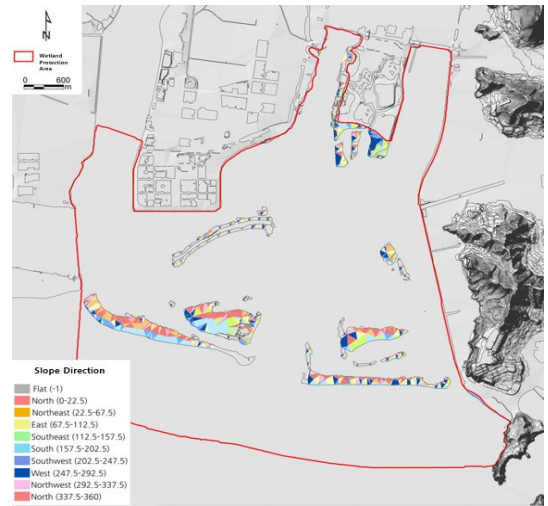 N
Wetland
Protection
Area
0 600
m
Slope Direction
Flat (-1)
North (0-22.5)
Northeast (22.5-67.5)
East (67.5-112.5)
Southeast (112.5-157.5)
South (157.5-202.5)
Southwest (202.5-247.5)
West (247.5-292.5)
Northwest (292.5-337.5)
North (337.5-360)